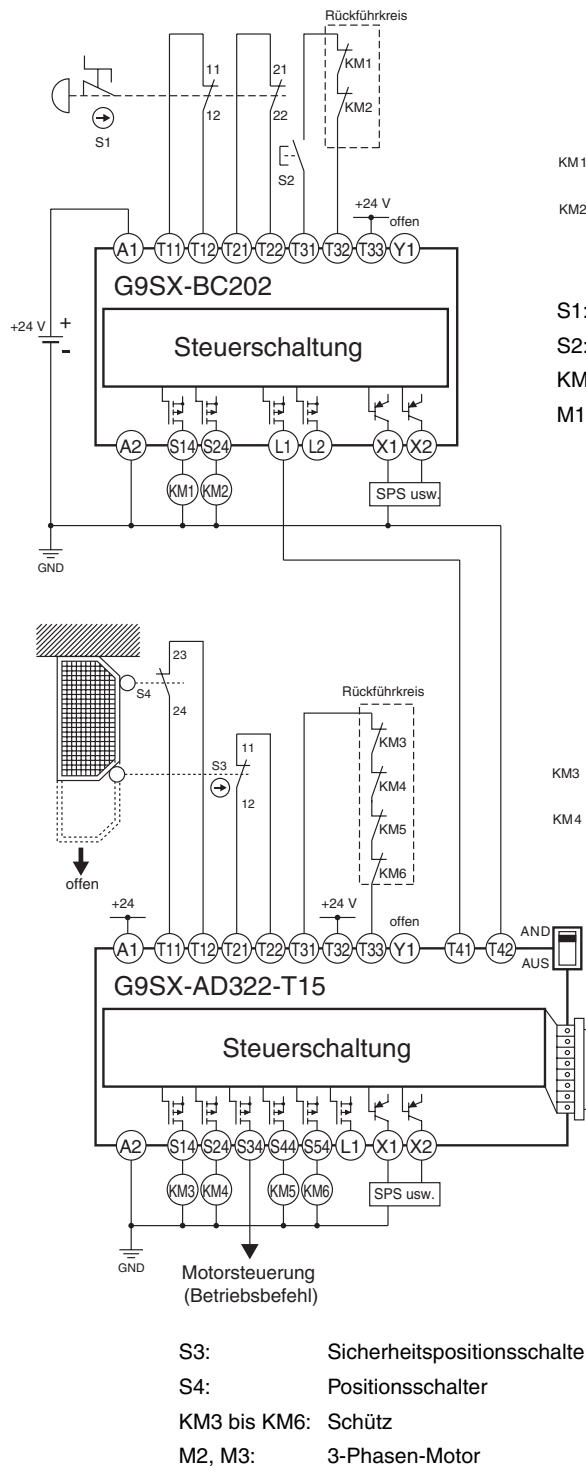 Rückführkreis
KM1
KM2
11
12
21
22
S1
S2
KM1
KM2
+24 V
offen
A1 T11 T12 T21 T22 T31 T32 T33 Y1
G9SX-BC202
+24 V
+
-
Steuerschaltung
S1:
S2:
KM
M1
A2 S14 S24 L1 L2 X1 X2
KM1 KM2
SPS usw.
GND
23
24
S4
Rückführkreis
KM3
KM4
KM5
KM6
S3
11
12
KM3
KM4
offen
+24
+24 V
offen
A1 T11 T12 T21 T22 T31 T32 T33 Y1 T41 T42
AND
AUS
G9SX-AD322-T15
Steuerschaltung
A2 S14 S24 S34 S44 S54 L1 X1 X2
KM3 KM4 KM5 KM6
SPS usw.
GND
Motorsteuerung
(Betriebsbefehl)
S3: Sicherheitspositionsschalte
S4: Positionsschalter
KM3 bis KM6: Schütz
M2, M3: 3-Phasen-Motor